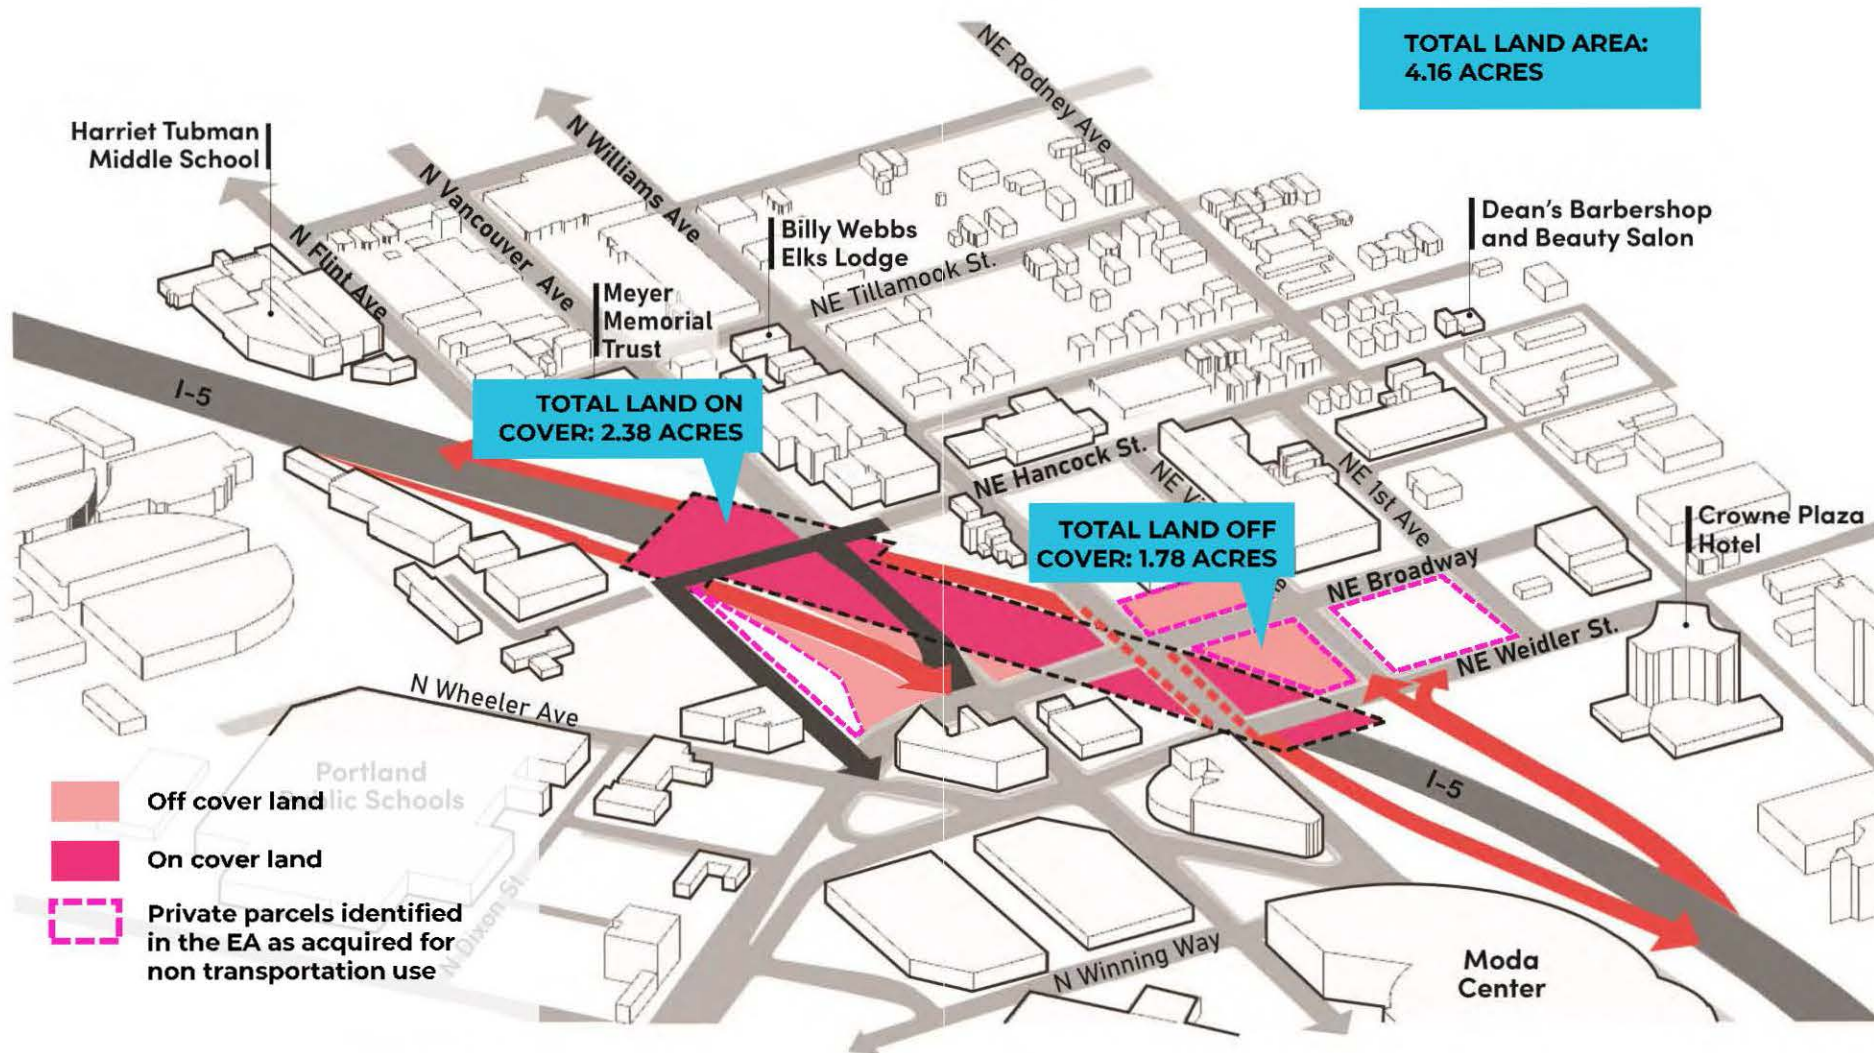 TOTAL LAND AREA:
4.16 ACRES
NE Rodney Ave
Harriet Tubman
Middle School
N Williams Ave
N Vancouver Ave
N Flint Ave
Billy Webbs
Elks Lodge
NE Tillamook St.
Dean's Barbershop
and Beauty Salon
Meyer
Memorial
Trust
I-5
TOTAL LAND ON
COVER: 2.38 ACRES
NE Hancock St.
NE 1st Ave
TOTAL LAND OFF
COVER: 1.78 ACRES
Crowne Plaza
Hotel
NE Broadway
NE Weidler St.
N Wheeler Ave
Portland
Public Schools
I-5
Off cover land
On cover land
Private parcels identified
in the EA as acquired for
non transportation use
N Dixon St.
N Winning Way
Moda
Center